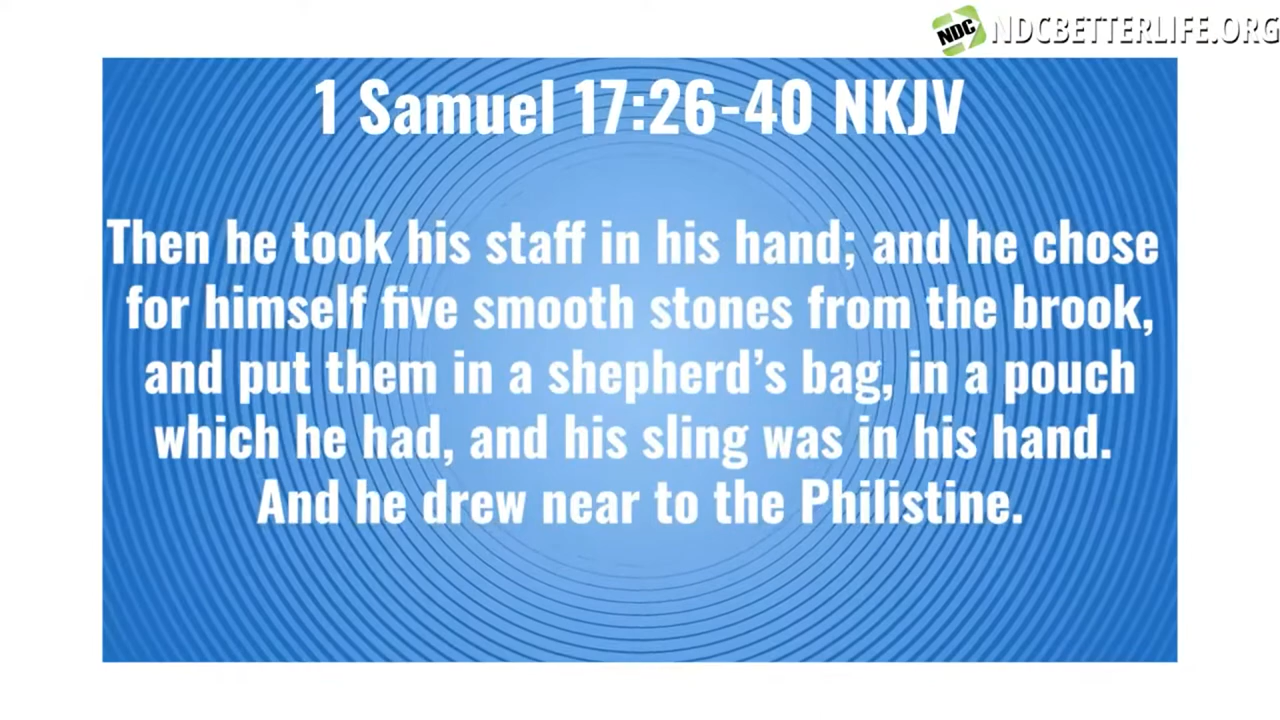 NDC NDCBETTERLIFE.ORG
1 Samuel 17:26-40 NKJV
Then he took his staff in his hand; and he chose
for himself five smooth stones from the brook,
and put them in a shepherd’s bag, in a pouch
which he had, and his sling was in his hand.
And he drew near to the Philistine.